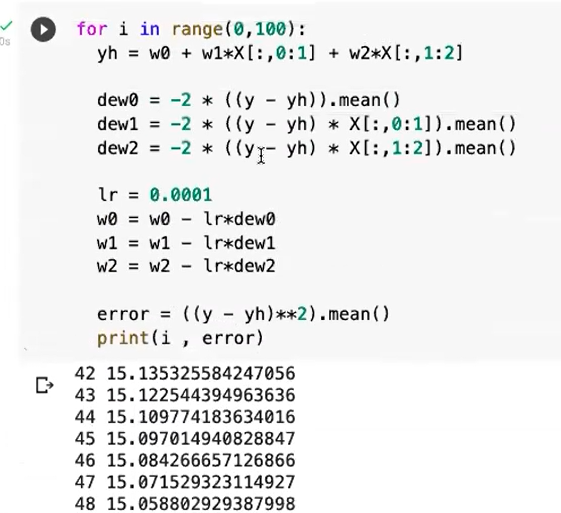 for i in range(0,100):
yh = w0 + w1*X[:,0:1] + w2*X[:,1:2]
dew0 = -2 * ((y - yh)).mean()
dew1 = -2 * ((y - yh) * X[:,0:1]).mean()
dew2 = -2 * ((y - yh) * X[:,1:2]).mean()
lr = 0.0001
w0 = w0 - lr*dew0
w1 = w1 - lr*dew1
w2 = w2 - lr*dew2
error = ((y - yh)**2).mean()
print(i , error)
42 15.135325584247056
43 15.122544394963636
44 15.109774183634016
45 15.097014940828847
46 15.084266657126866
47 15.071529323114927
48 15.058802929387998